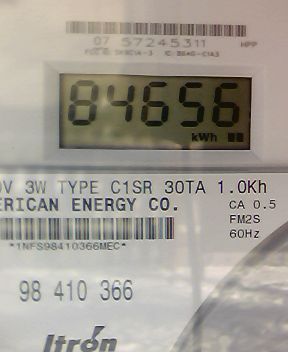 07 57245311 HPP
84656
kWh
0V 3W TYPE C1SR 30TA 1.0Kh
ERICAN ENERGY CO. CA 0.5
FM2S
*1NFS98410366MEC* 60Hz
98 410 366
Itron